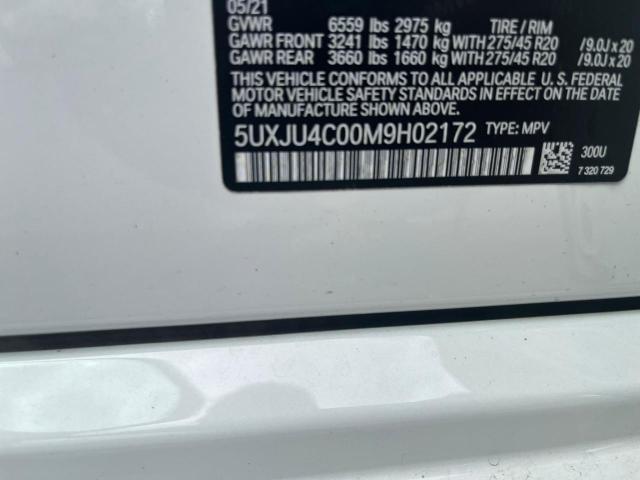 05/21
GVWR 6559 lbs 2975 kg TIRE / RIM
GAWR FRONT 3241 lbs 1470 kg WITH 275/45 R20 /9.0J x 20
GAWR REAR 3660 lbs 1660 kg WITH 275/45 R20 /9.0J x 20
THIS VEHICLE CONFORMS TO ALL APPLICABLE U. S. FEDERAL
MOTOR VEHICLE SAFETY STANDARDS IN EFFECT ON THE DATE
OF MANUFACTURE SHOWN ABOVE.
5UXJU4C00M9H02172 TYPE: MPV
300U
7 320 729